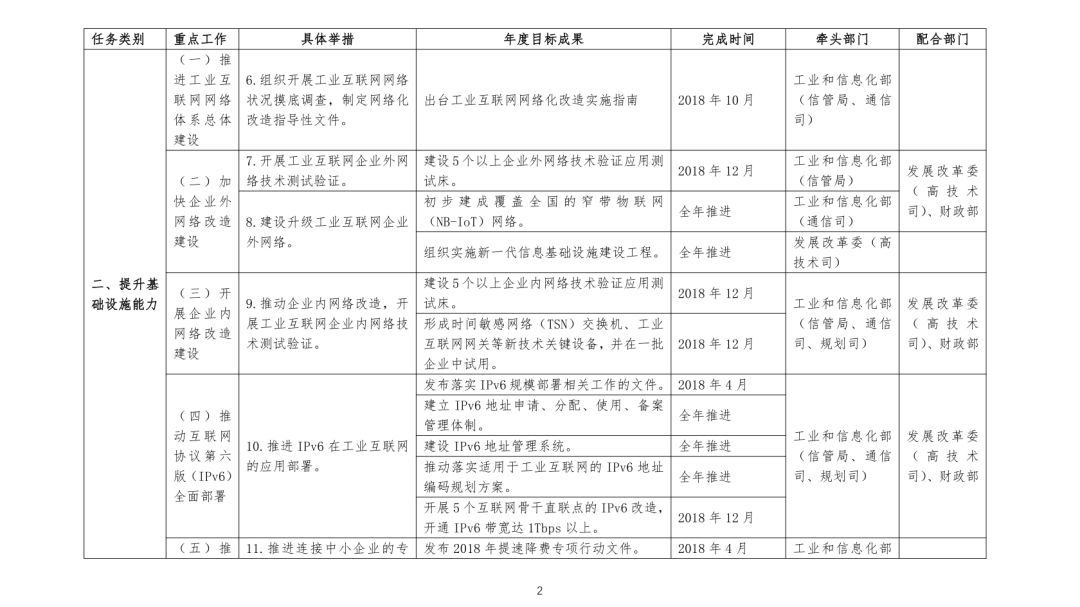 任务类别 重点工作 具体举措 年度目标成果 完成时间 牵头部门 配合部门
二、提升基
础设施能力
（一）推
进工业互
联网网络
体系总体
建设
6.组织开展工业互联网网络
状况摸底调查，制定网络化
改造指导性文件。
出台工业互联网网络化改造实施指南
2018 年 10 月
工业和信息化部
（信管局、通信
司）
（二）加
快企业外
网络改造
建设
7.开展工业互联网企业外网
络技术测试验证。
建设 5 个以上企业外网络技术验证应用测
试床。
2018 年 12 月
工业和信息化部
（信管局）
发展改革委
（高技术
司）、财政部
8.建设升级工业互联网企业
外网络。
初步建成覆盖全国的窄带物联网
（NB-IoT）网络。
全年推进
工业和信息化部
（通信司）
组织实施新一代信息基础设施建设工程。
全年推进
发展改革委（高
技术司）
（三）开
展企业内
网络改造
建设
9.推动企业内网络改造，开
展工业互联网企业内网络技
术测试验证。
建设 5 个以上企业内网络技术验证应用测
试床。
2018 年 12 月
工业和信息化部
（信管局、通信
司、规划司）
发展改革委
（高技术
司）、财政部
形成时间敏感网络（TSN）交换机、工业
互联网网关等新技术关键设备，并在一批
企业中试用。
2018 年 12 月
（四）推
动互联网
协议第六
版（IPv6）
全面部署
10.推进 IPv6 在工业互联网
的应用部署。
发布落实 IPv6 规模部署相关工作的文件。
2018 年 4 月
工业和信息化部
（信管局、通信
司、规划司）
发展改革委
（高技术
司）、财政部
建立 IPv6 地址申请、分配、使用、备案
管理体制。
全年推进
建设 IPv6 地址管理系统。
全年推进
推动落实适用于工业互联网的 IPv6 地址
编码规划方案。
全年推进
开展 5 个互联网骨干直联点的 IPv6 改造，
开通 IPv6 带宽达 1Tbps 以上。
2018 年 12 月
（五）推
11.推进连接中小企业的专
发布 2018 年提速降费专项行动文件。
2018 年 4 月
工业和信息化部
2